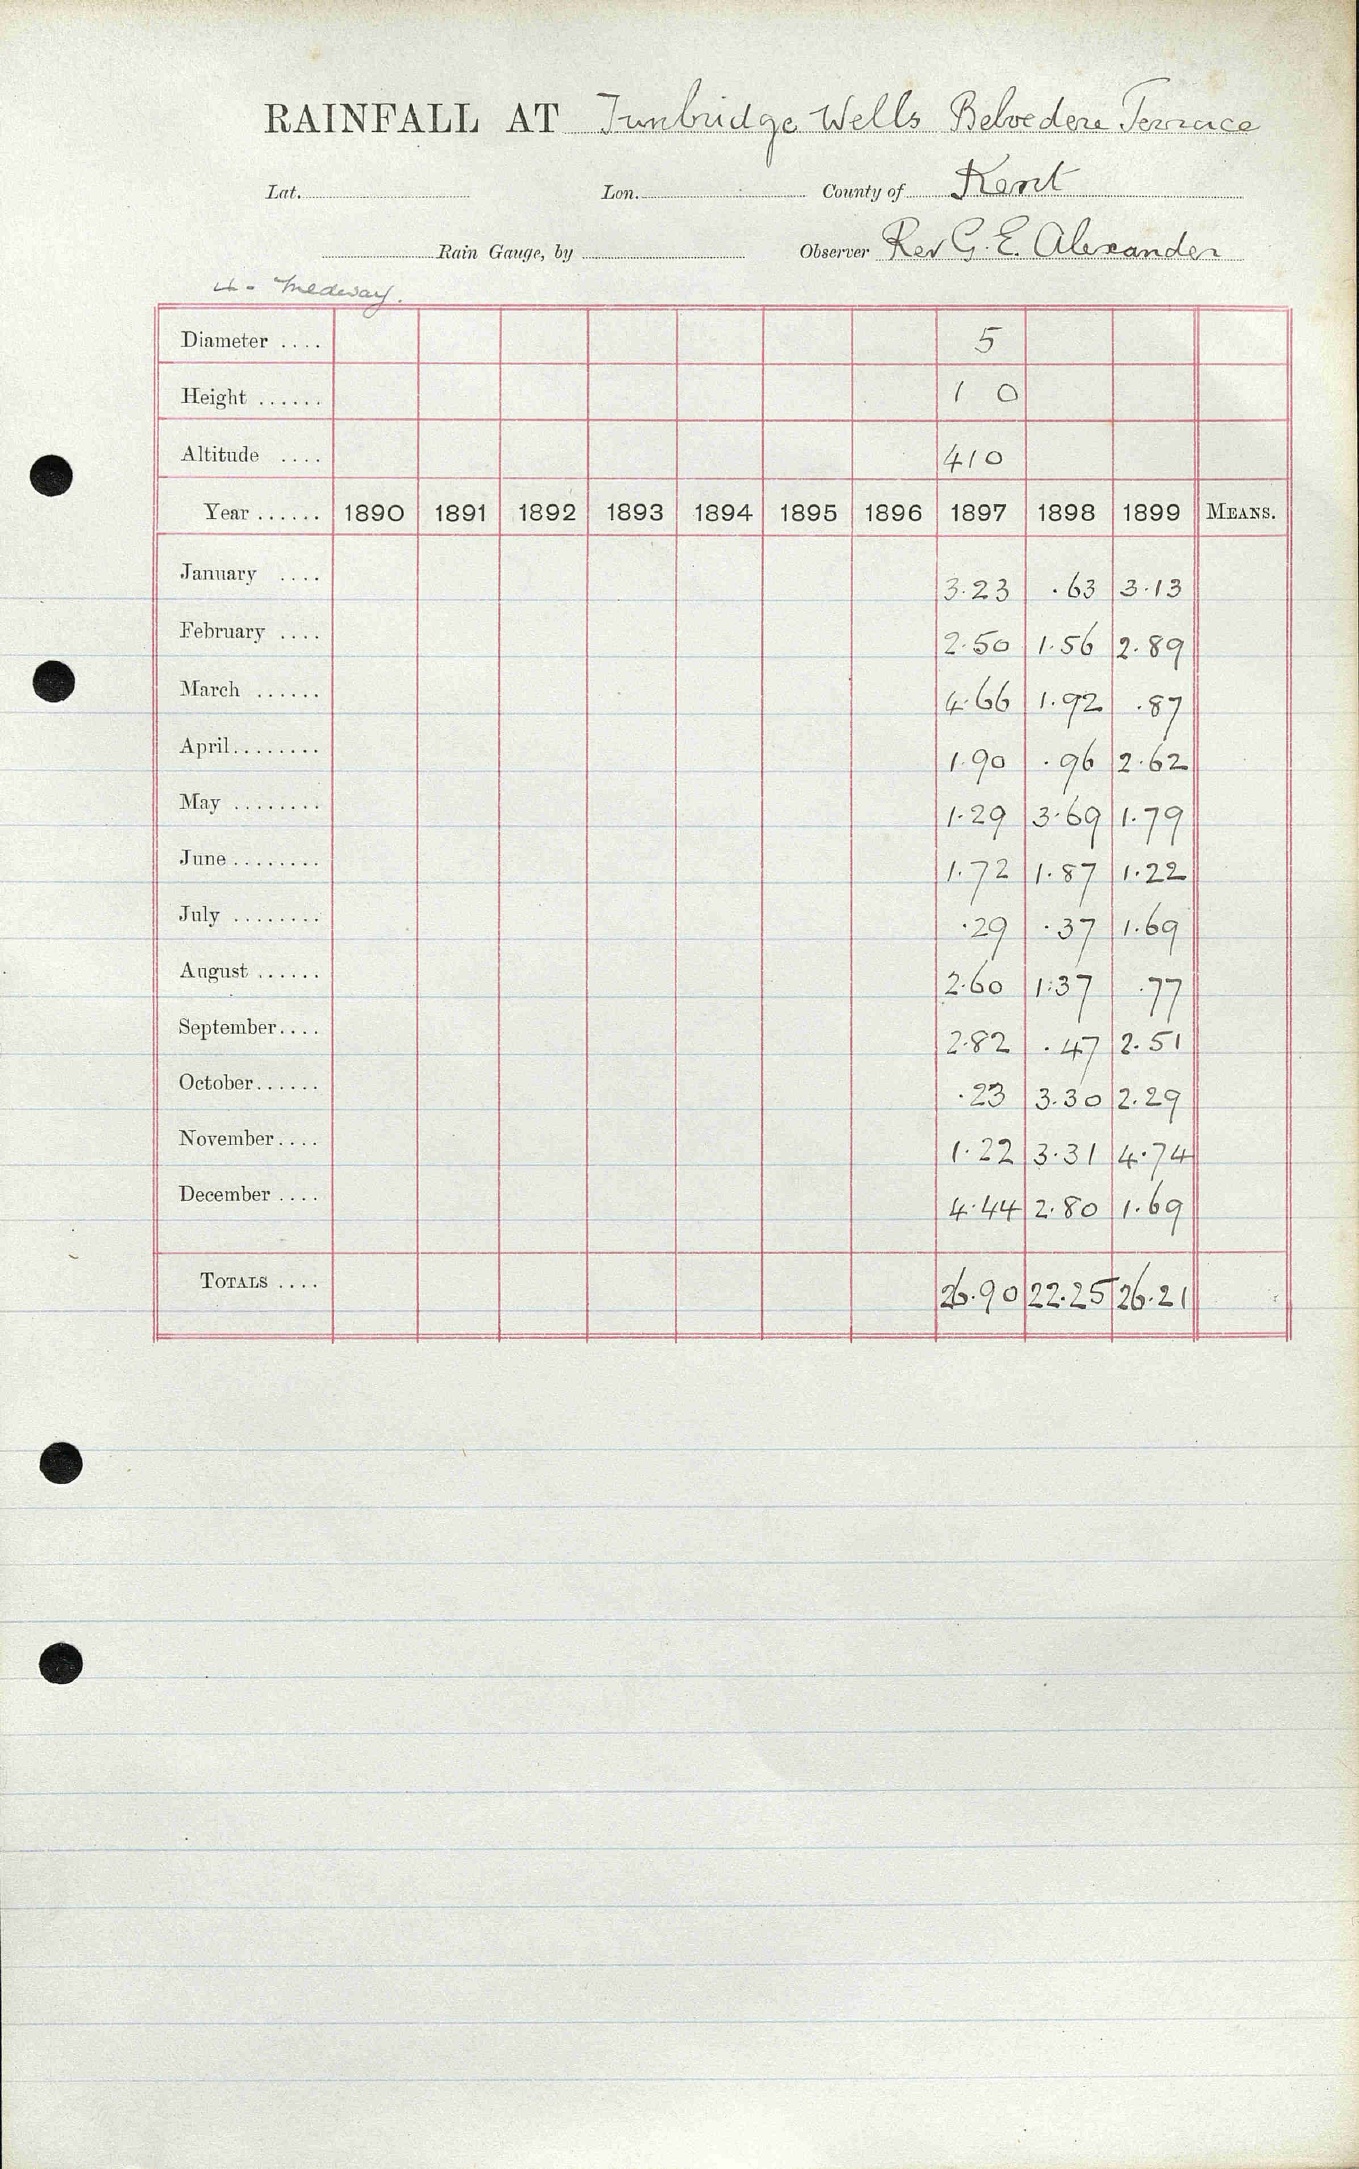 RAINFALL AT Tunbridge Wells Belvedere Terrace
Lat. Lon. County of Kent
Rain Gauge, by Observer Rev G. E. Alexander
4 - Medway.
Diameter .... 5
Height ...... 1 0
Altitude .... 410
Year ...... 1890 1891 1892 1893 1894 1895 1896 1897 1898 1899 MEANS.
January .... 3.23 .63 3.13
February .... 2.50 1.56 2.89
March ...... 4.66 1.92 .87
April........ 1.90 .96 2.62
May ........ 1.29 3.69 1.79
June ........ 1.72 1.87 1.22
July ........ .29 .37 1.69
August ...... 2.60 1.37 .77
September.... 2.82 .47 2.51
October...... .23 3.30 2.29
November.... 1.22 3.31 4.74
December .... 4.44 2.80 1.69
TOTALS .... 26.90 22.25 26.21